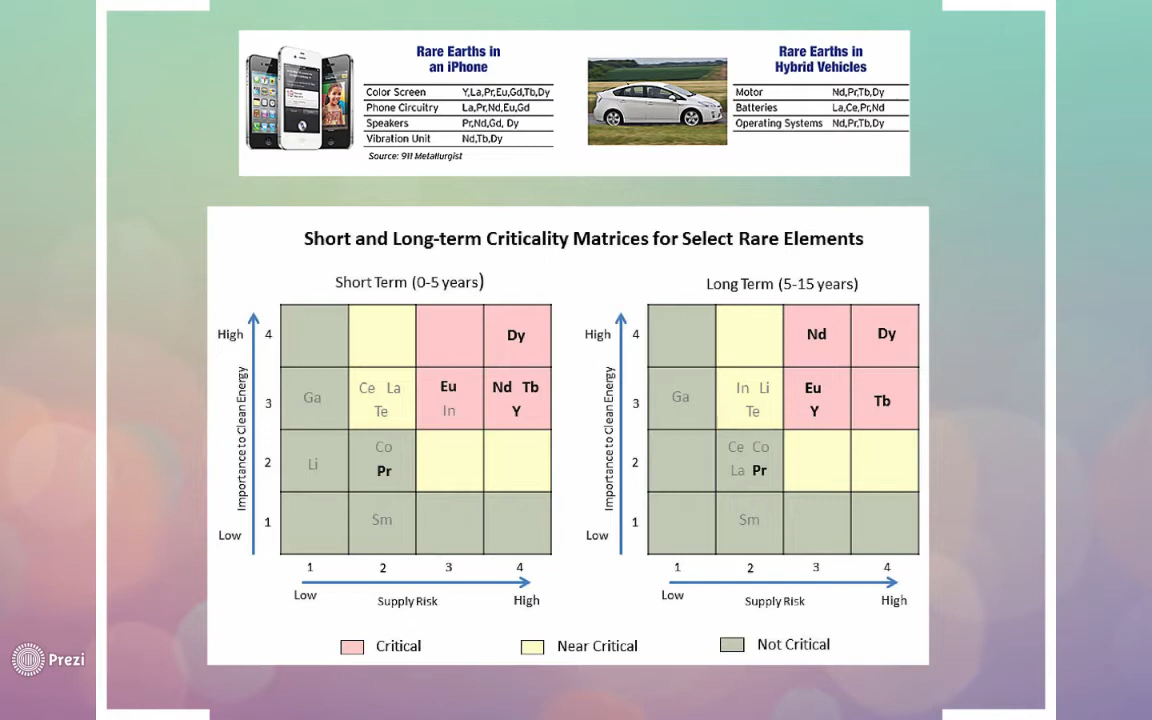 Rare Earths in
an iPhone
Color Screen Y,La,Pr,Eu,Gd,Tb,Dy
Phone Circuitry La,Pr,Nd,Eu,Gd
Speakers Pr,Nd,Gd, Dy
Vibration Unit Nd,Tb,Dy
Source: 911 Metallurgist
Rare Earths in
Hybrid Vehicles
Motor Nd,Pr,Tb,Dy
Batteries La,Ce,Pr,Nd
Operating Systems Nd,Pr,Tb,Dy
Short and Long-term Criticality Matrices for Select Rare Elements
Short Term (0-5 years)
Importance to Clean Energy
High 4 Dy
3 Ga Ce La Te Eu In Nd Tb Y
2 Li Co Pr
1 Sm
Low
1 2 3 4
Low Supply Risk High
Long Term (5-15 years)
Importance to Clean Energy
High 4 Nd Dy
3 Ga In Li Te Eu Y Tb
2 Ce Co La Pr
1 Sm
Low
1 2 3 4
Low Supply Risk High
Critical Near Critical Not Critical
Prezi